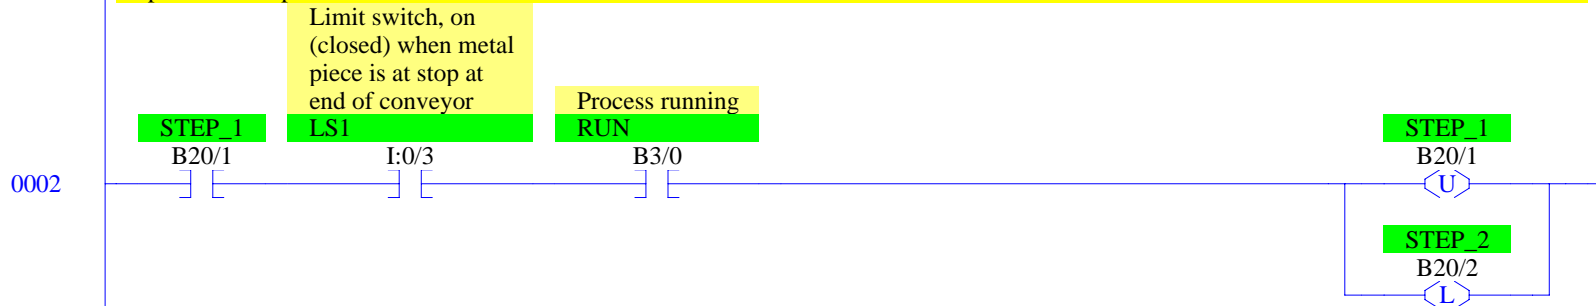 Limit switch, on
(closed) when metal
piece is at stop at
end of conveyor
Process running
STEP_1 LS1 RUN STEP_1
B20/1 I:0/3 B3/0 B20/1
0002
U
STEP_2
B20/2
L